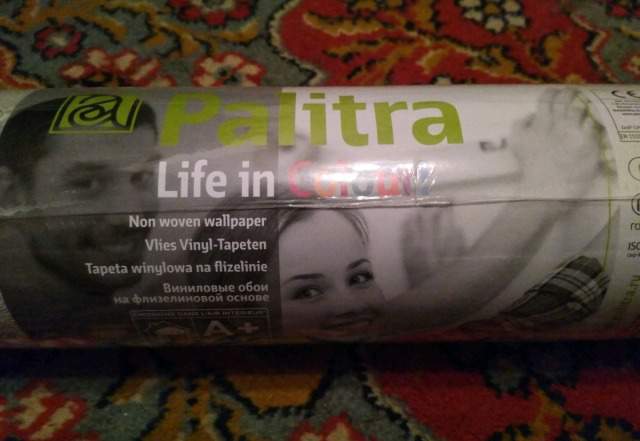 Palitra
Life in Colour
Non woven wallpaper
Vlies Vinyl-Tapeten
Tapeta winylowa na flizelinie
Виниловые обои
на флизелиновой основе
A+
ISO